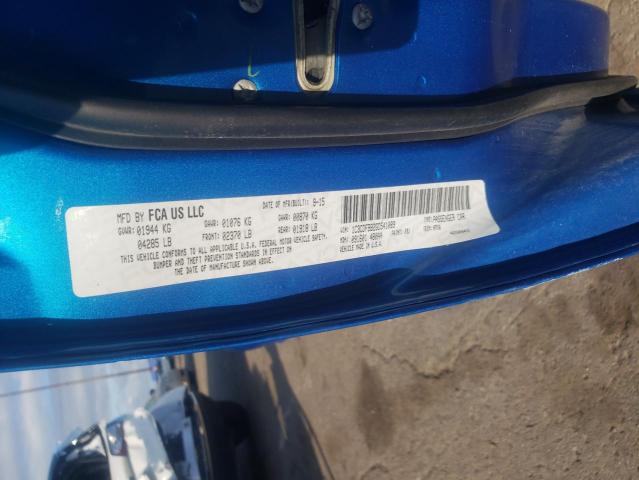 MFD BY FCA US LLC
DATE OF MFR(BUILT): 9-15
GVWR: 01944 KG
GAWR: 01076 KG
GAWR: 00870 KG
04285 LB
FRONT: 02370 LB
REAR: 01918 LB
THIS VEHICLE CONFORMS TO ALL APPLICABLE U.S.A. FEDERAL MOTOR VEHICLE SAFETY,
BUMPER AND THEFT PREVENTION STANDARDS IN EFFECT ON
THE DATE OF MANUFACTURE SHOWN ABOVE.
TYPE: PASSENGER CAR
VEHICLE MADE IN U.S.A.